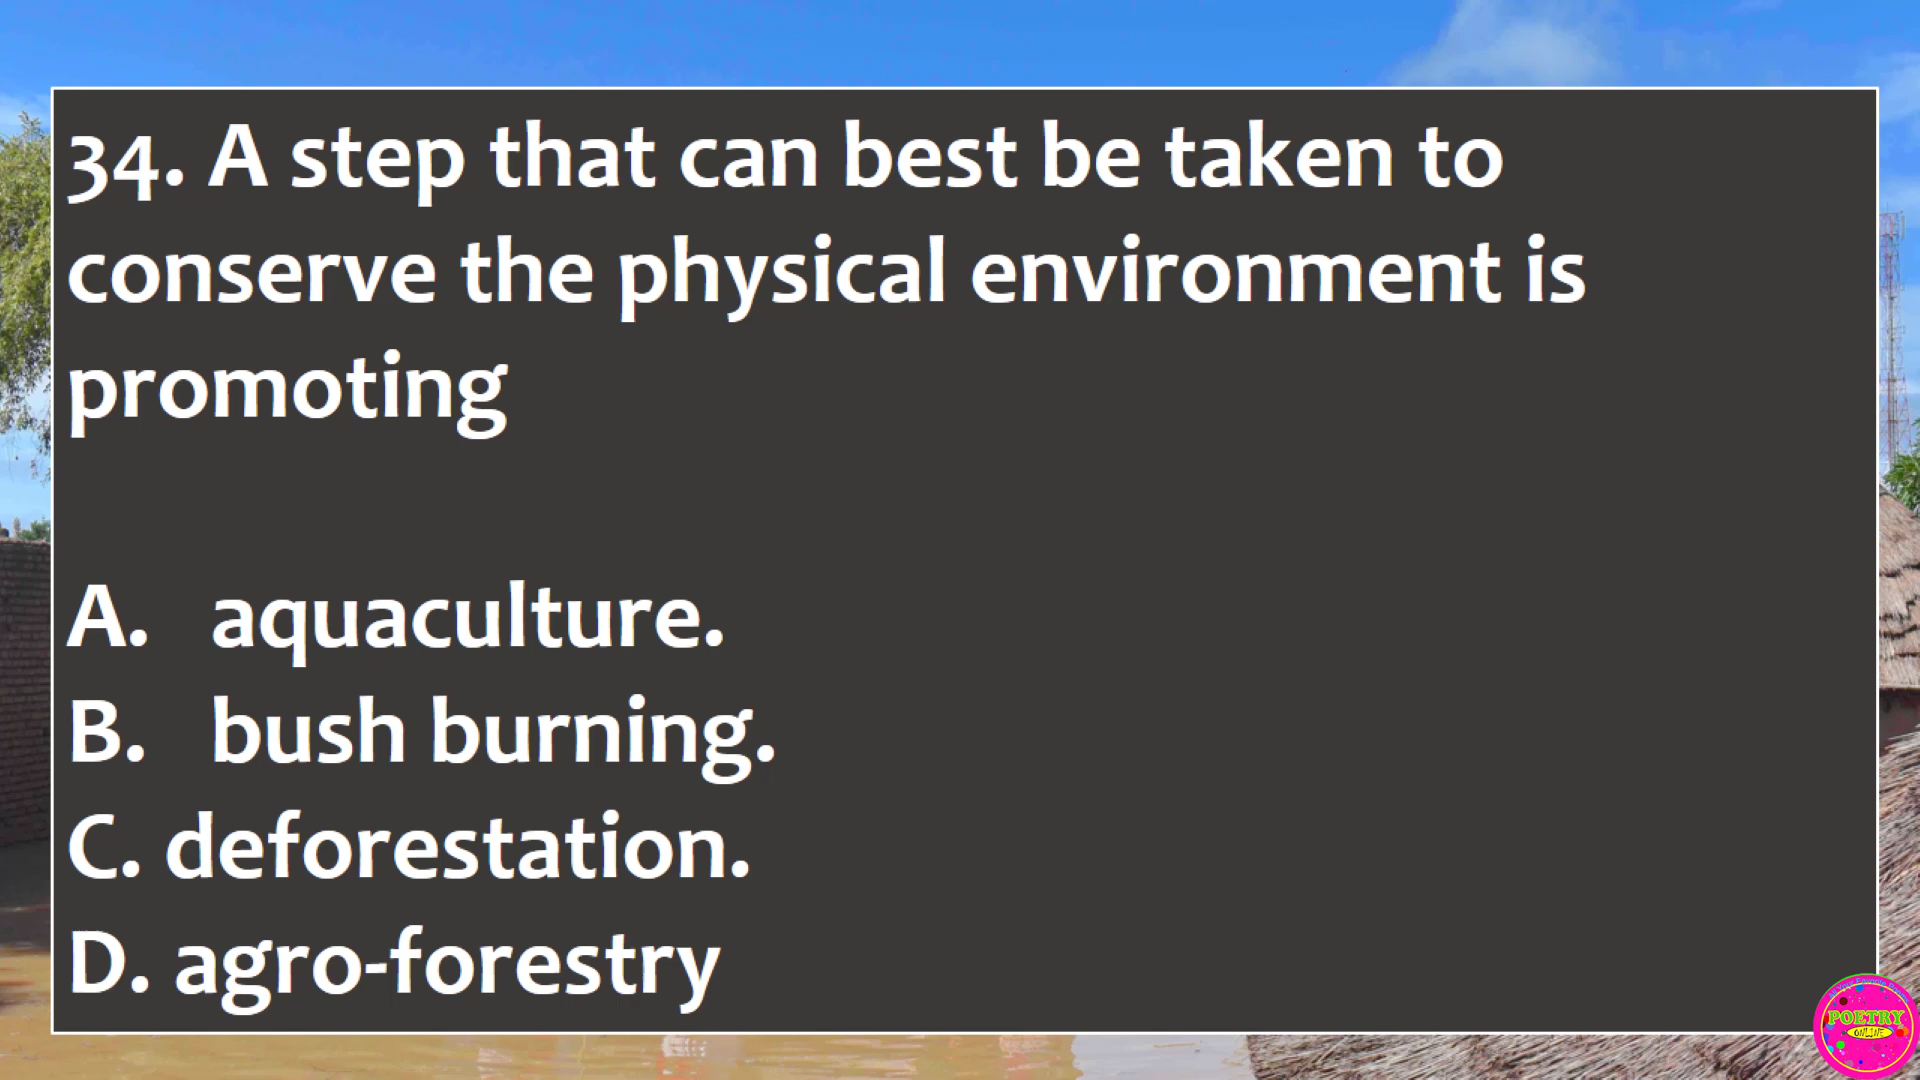 34. A step that can best be taken to
conserve the physical environment is
promoting
A. aquaculture.
B. bush burning.
C. deforestation.
D. agro-forestry
POETRY
ONLINE